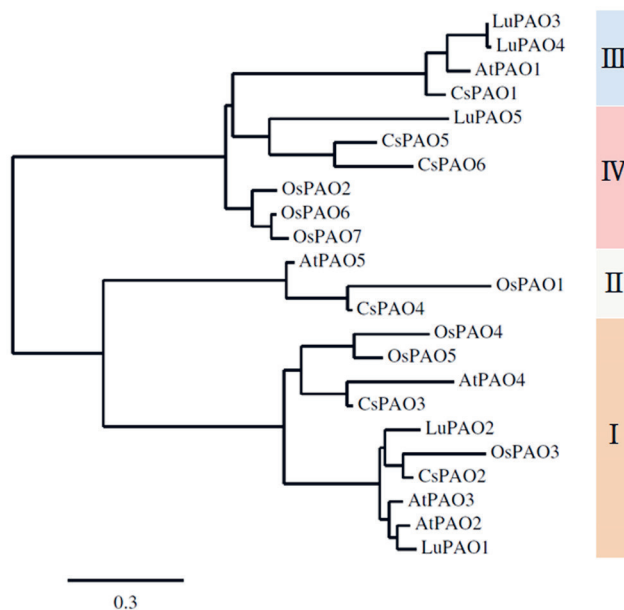 LuPAO3
LuPAO4
AtPAO1
CsPAO1
III
LuPAO5
CsPAO5
CsPAO6
OsPAO2
OsPAO6
OsPAO7
IV
AtPAO5
OsPAO1
CsPAO4
II
OsPAO4
OsPAO5
AtPAO4
CsPAO3
LuPAO2
OsPAO3
CsPAO2
AtPAO3
AtPAO2
LuPAO1
I
0.3